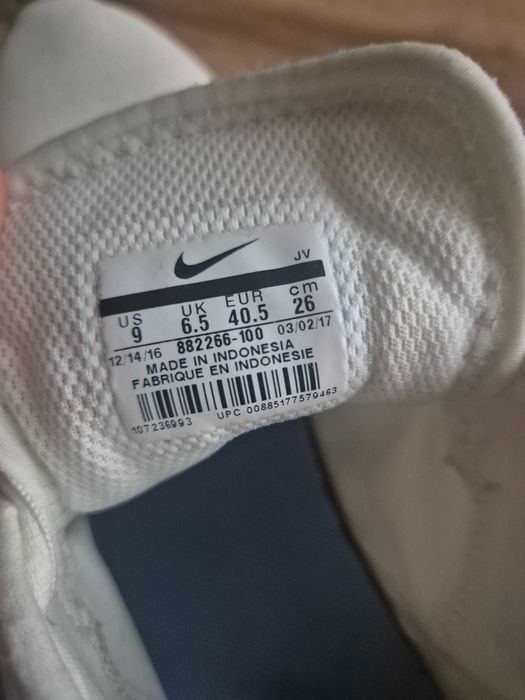 JV
US UK EUR cm
9 6.5 40.5 26
12/14/16 882266-100 03/02/17
MADE IN INDONESIA
FABRIQUE EN INDONESIE
107236993 UPC 00885177579463